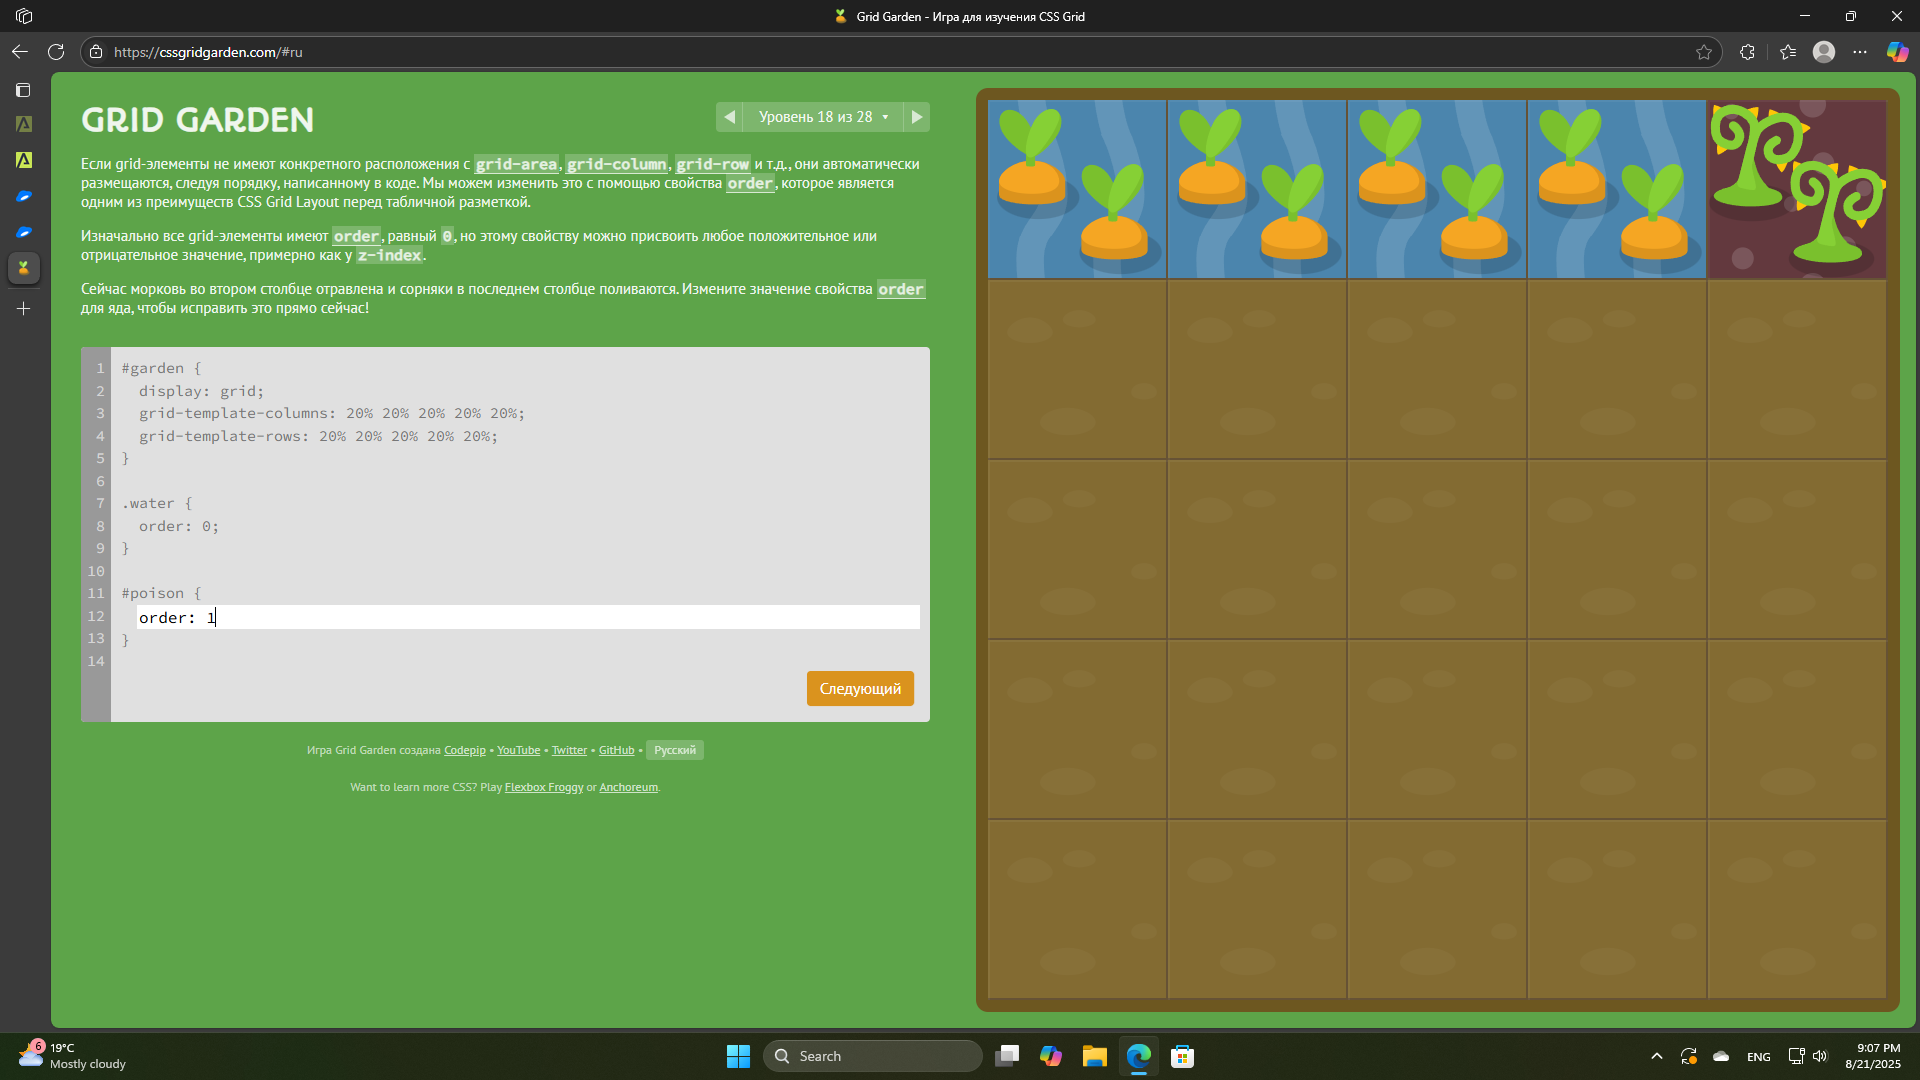 Grid Garden - Игра для изучения CSS Grid
https://cssgridgarden.com/#ru
GRID GARDEN
Уровень 18 из 28
Если grid-элементы не имеют конкретного расположения с grid-area, grid-column, grid-row и т.д., они автоматически
размещаются, следуя порядку, написанному в коде. Мы можем изменить это с помощью свойства order, которое является
одним из преимуществ CSS Grid Layout перед табличной разметкой.
Изначально все grid-элементы имеют order, равный 0, но этому свойству можно присвоить любое положительное или
отрицательное значение, примерно как у z-index.
Сейчас морковь во втором столбце отравлена и сорняки в последнем столбце поливаются. Измените значение свойства order
для яда, чтобы исправить это прямо сейчас!
1 #garden {
2 display: grid;
3 grid-template-columns: 20% 20% 20% 20% 20%;
4 grid-template-rows: 20% 20% 20% 20% 20%;
5 }
6
7 .water {
8 order: 0;
9 }
10
11 #poison {
12 order: 1
13 }
14
Следующий
Игра Grid Garden создана Codepip • YouTube • Twitter • GitHub • Русский
Want to learn more CSS? Play Flexbox Froggy or Anchoreum.
6
19°C
Mostly cloudy
Search
ENG
9:07 PM
8/21/2025